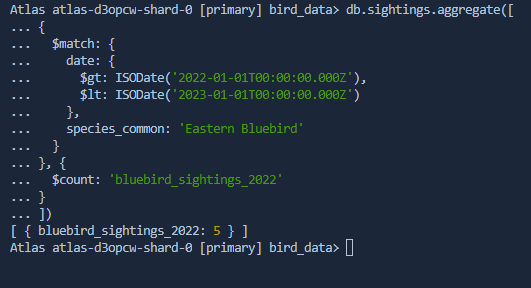 Atlas atlas-d3opcw-shard-0 [primary] bird_data> db.sightings.aggregate([
... {
...   $match: {
...     date: {
...       $gt: ISODate('2022-01-01T00:00:00.000Z'),
...       $lt: ISODate('2023-01-01T00:00:00.000Z')
...     },
...     species_common: 'Eastern Bluebird'
...   }
... }, {
...   $count: 'bluebird_sightings_2022'
... }
... ])
[ { bluebird_sightings_2022: 5 } ]
Atlas atlas-d3opcw-shard-0 [primary] bird_data>